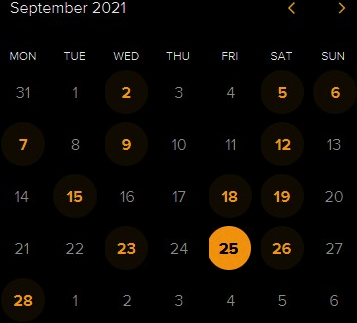 September 2021
MON TUE WED THU FRI SAT SUN
31 1 2 3 4 5 6
7 8 9 10 11 12 13
14 15 16 17 18 19 20
21 22 23 24 25 26 27
28 1 2 3 4 5 6